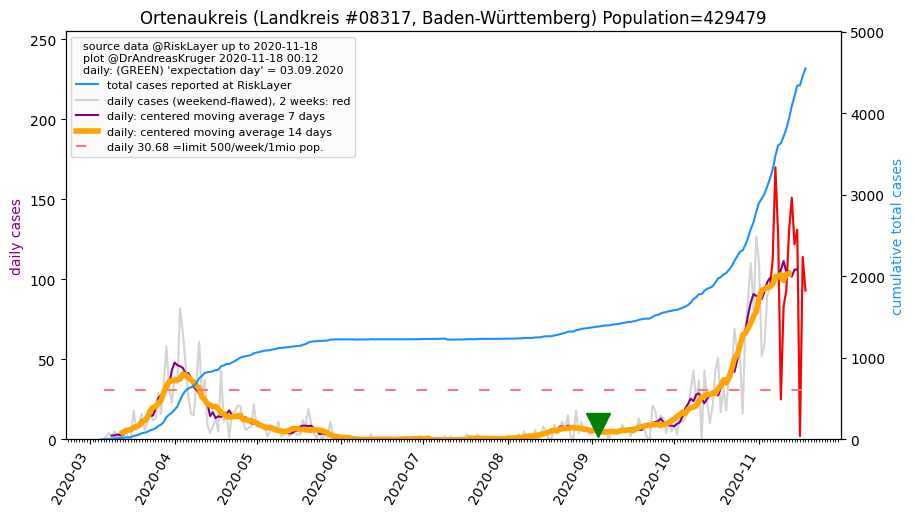 Ortenaukreis (Landkreis #08317, Baden-Württemberg) Population=429479
source data @RiskLayer up to 2020-11-18
plot @DrAndreasKruger 2020-11-18 00:12
daily: (GREEN) 'expectation day' = 03.09.2020
total cases reported at RiskLayer
daily cases (weekend-flawed), 2 weeks: red
daily: centered moving average 7 days
daily: centered moving average 14 days
daily 30.68 =limit 500/week/1mio pop.
daily cases
250
200
150
100
50
0
cumulative total cases
5000
4000
3000
2000
1000
0
2020-03
2020-04
2020-05
2020-06
2020-07
2020-08
2020-09
2020-10
2020-11